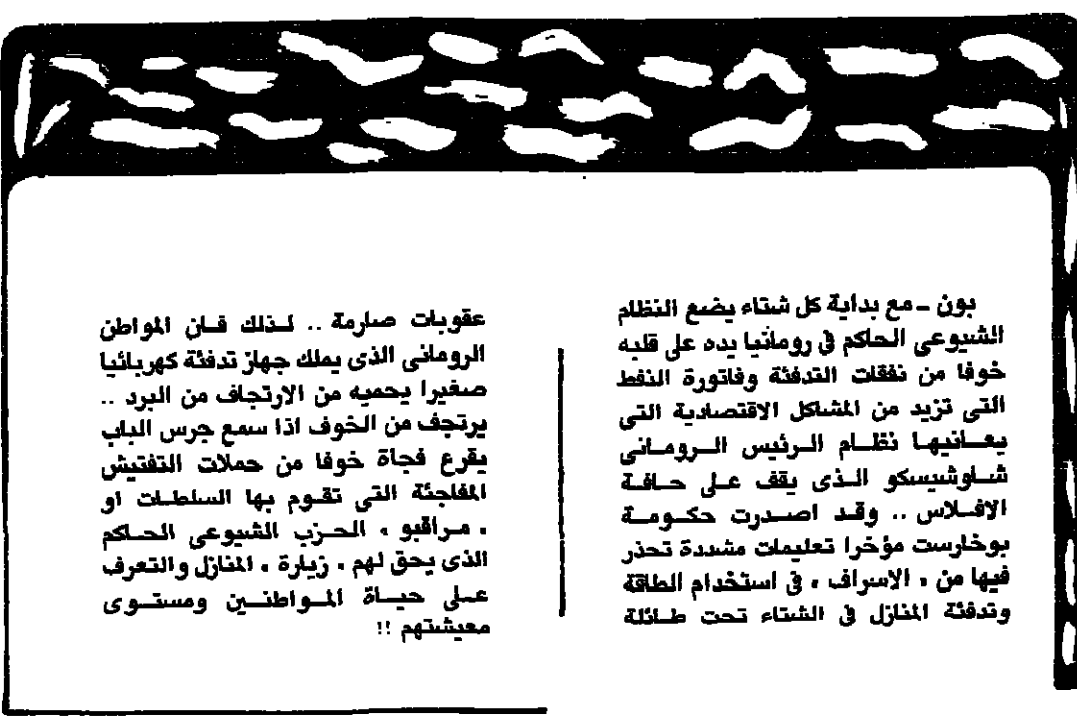 بون ـ مع بداية كل شتاء يضع النظام
الشيوعى الحاكم فى رومانيا يده على قلبه
خوفا من نفقات التدفئة وفاتورة النفط
التى تزيد من المشاكل الاقتصادية التى
يعانيها نظام الرئيس الرومانى
شاوشيسكو الذى يقف على حافة
الافلاس .. وقد اصدرت حكومة
بوخارست مؤخرا تعليمات مشددة تحذر
فيها من « الاسراف » فى استخدام الطاقة
وتدفئة المنازل فى الشتاء تحت طائلة
عقوبات صارمة .. لذلك فان المواطن
الرومانى الذى يملك جهاز تدفئة كهربائيا
صغيرا يحميه من الارتجاف من البرد ..
يرتجف من الخوف اذا سمع جرس الباب
يقرع فجاة خوفا من حملات التفتيش
المفاجئة التى تقوم بها السلطات او
« مراقبو » الحزب الشيوعى الحاكم
الذى يحق لهم « زيارة » المنازل والتعرف
على حياة المواطنين ومستوى
معيشتهم !!